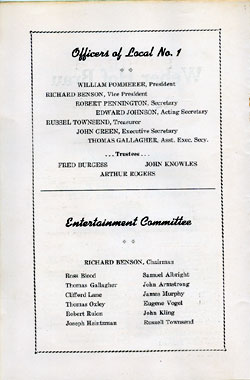 Officers of Local No. 1
WILLIAM POMMERER, President
RICHARD BENSON, Vice President
ROBERT PENNINGTON, Secretary
EDWARD JOHNSON, Acting Secretary
RUSSEL TOWNSEND, Treasurer
JOHN GREEN, Executive Secretary
THOMAS GALLAGHER, Asst. Exec. Secy.
... Trustees ...
FRED BURGESS JOHN KNOWLES
ARTHUR ROGERS
Entertainment Committee
RICHARD BENSON, Chairman
Ross Blood Samuel Albright
Thomas Gallagher John Armstrong
Clifford Lane James Murphy
Thomas Oxley Eugene Vogel
Robert Ruion John Kling
Joseph Heintzman Russell Townsend